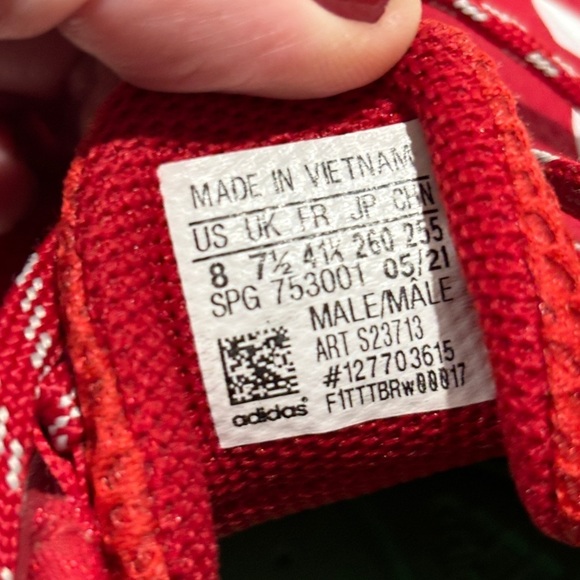 MADE IN VIETNAM
US UK FR JP CHN
8 7½ 41⅓ 260 255
SPG 753001 05/21
MALE/MÂLE
ART S23713
#127703615
F1TTTBRW00017
adidas